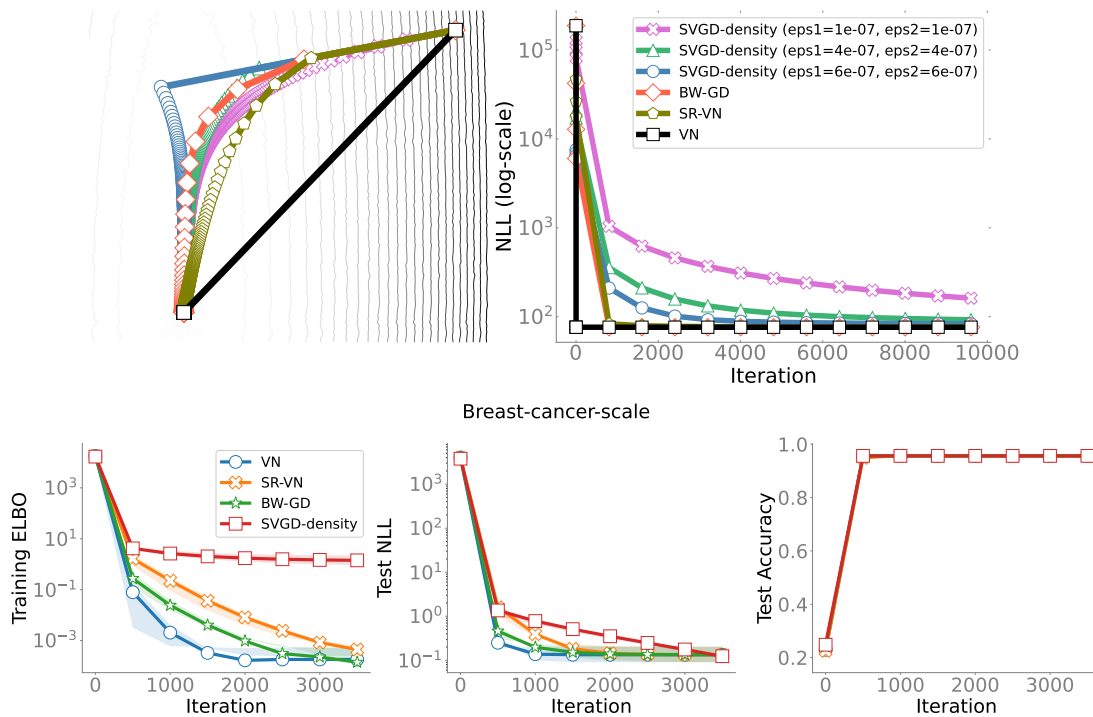 SVGD-density (eps1=1e-07, eps2=1e-07)
SVGD-density (eps1=4e-07, eps2=4e-07)
SVGD-density (eps1=6e-07, eps2=6e-07)
BW-GD
SR-VN
VN
NLL (log-scale)
10^5
10^4
10^3
10^2
0 2000 4000 6000 8000 10000
Iteration
Breast-cancer-scale
Training ELBO
10^3
10^1
10^−1
10^−3
VN
SR-VN
BW-GD
SVGD-density
0 1000 2000 3000
Iteration
Test NLL
10^3
10^2
10^1
10^0
10^−1
0 1000 2000 3000
Iteration
Test Accuracy
1.0
0.8
0.6
0.4
0.2
0 1000 2000 3000
Iteration